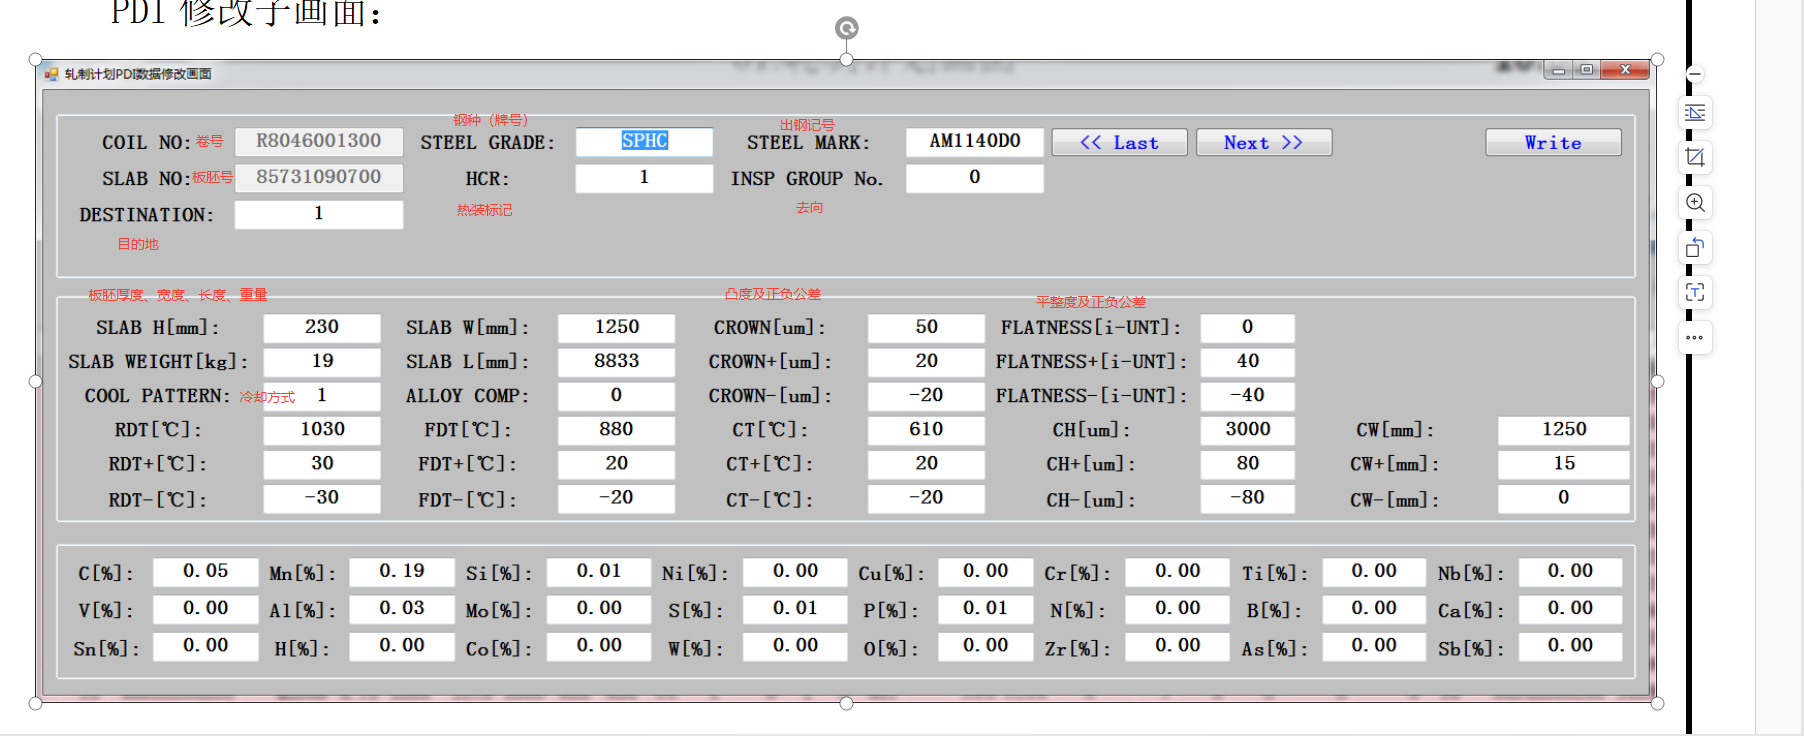 PDI 修改子画面：
轧制计划PDI数据修改画面
钢种（牌号） 出钢记号
COIL NO: 卷号 R8046001300 STEEL GRADE: SPHC STEEL MARK: AM1140D0 << Last Next >> Write
SLAB NO: 板胚号 85731090700 HCR: 1 INSP GROUP No. 0
热装标记 去向
DESTINATION: 1
目的地
板胚厚度、宽度、长度、重量 凸度及正负公差 平整度及正负公差
SLAB H[mm]: 230 SLAB W[mm]: 1250 CROWN[um]: 50 FLATNESS[i-UNT]: 0
SLAB WEIGHT[kg]: 19 SLAB L[mm]: 8833 CROWN+[um]: 20 FLATNESS+[i-UNT]: 40
COOL PATTERN: 冷却方式 1 ALLOY COMP: 0 CROWN-[um]: -20 FLATNESS-[i-UNT]: -40
RDT[℃]: 1030 FDT[℃]: 880 CT[℃]: 610 CH[um]: 3000 CW[mm]: 1250
RDT+[℃]: 30 FDT+[℃]: 20 CT+[℃]: 20 CH+[um]: 80 CW+[mm]: 15
RDT-[℃]: -30 FDT-[℃]: -20 CT-[℃]: -20 CH-[um]: -80 CW-[mm]: 0
C[%]: 0.05 Mn[%]: 0.19 Si[%]: 0.01 Ni[%]: 0.00 Cu[%]: 0.00 Cr[%]: 0.00 Ti[%]: 0.00 Nb[%]: 0.00
V[%]: 0.00 Al[%]: 0.03 Mo[%]: 0.00 S[%]: 0.01 P[%]: 0.01 N[%]: 0.00 B[%]: 0.00 Ca[%]: 0.00
Sn[%]: 0.00 H[%]: 0.00 Co[%]: 0.00 W[%]: 0.00 O[%]: 0.00 Zr[%]: 0.00 As[%]: 0.00 Sb[%]: 0.00